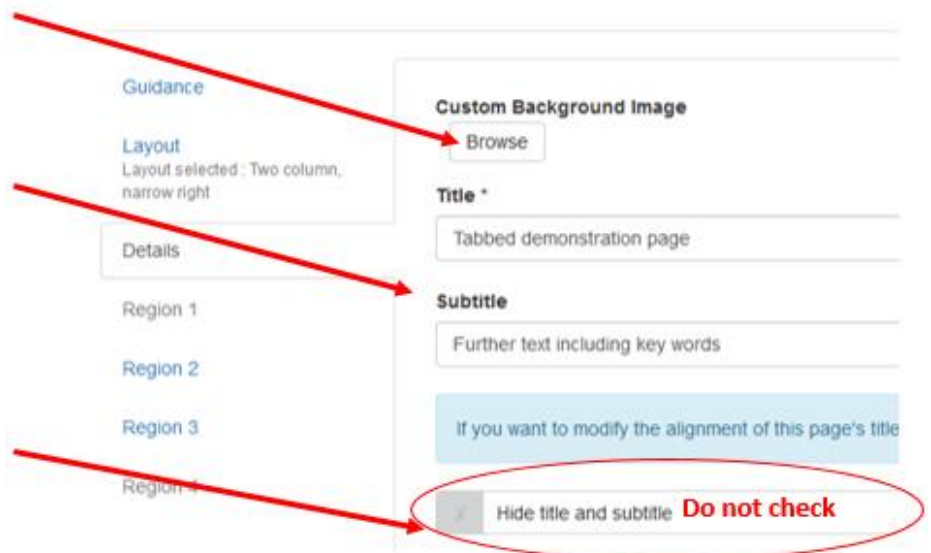 Guidance
Layout
Layout selected : Two column,
narrow right
Details
Region 1
Region 2
Region 3
Region 4
Custom Background Image
Browse
Title *
Tabbed demonstration page
Subtitle
Further text including key words
If you want to modify the alignment of this page's title
X Hide title and subtitle Do not check